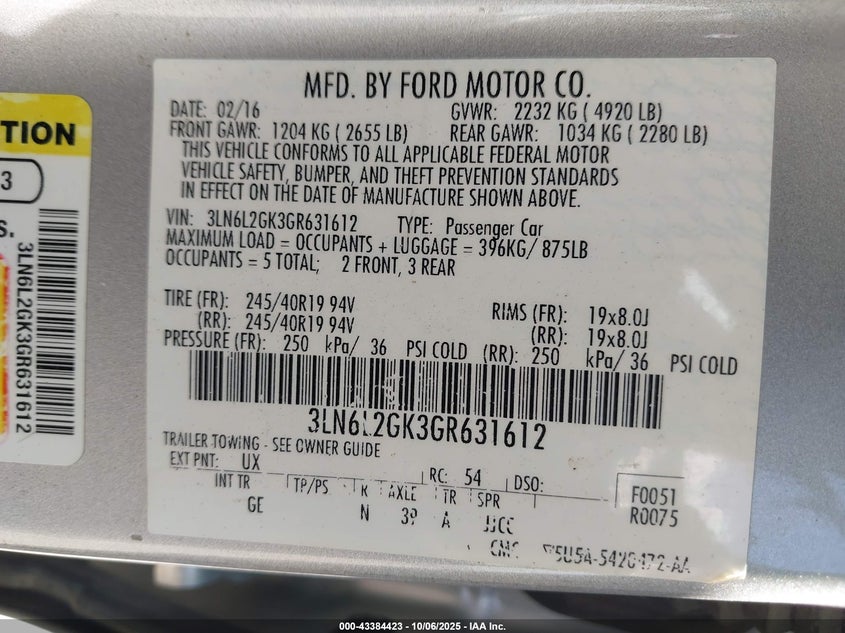 MFD. BY FORD MOTOR CO.
DATE: 02/16 GVWR: 2232 KG ( 4920 LB)
FRONT GAWR: 1204 KG ( 2655 LB) REAR GAWR: 1034 KG ( 2280 LB)
THIS VEHICLE CONFORMS TO ALL APPLICABLE FEDERAL MOTOR
VEHICLE SAFETY, BUMPER, AND THEFT PREVENTION STANDARDS
IN EFFECT ON THE DATE OF MANUFACTURE SHOWN ABOVE.
VIN: 3LN6L2GK3GR631612 TYPE: Passenger Car
MAXIMUM LOAD = OCCUPANTS + LUGGAGE = 396KG/ 875LB
OCCUPANTS = 5 TOTAL; 2 FRONT, 3 REAR
TIRE (FR): 245/40R19 94V RIMS (FR): 19x8.0J
(RR): 245/40R19 94V (RR): 19x8.0J
PRESSURE (FR): 250 kPa/ 36 PSI COLD (RR): 250 kPa/ 36 PSI COLD
3LN6L2GK3GR631612
TRAILER TOWING - SEE OWNER GUIDE
EXT PNT: UX RC: 54 DSO:
INT TR TP/PS R AXLE TR SPR F0051
GE N 39 A R0075
TION
3
S.
3LN6L2GK3GR631612
000-43384423 - 10/06/2025 - IAA Inc.